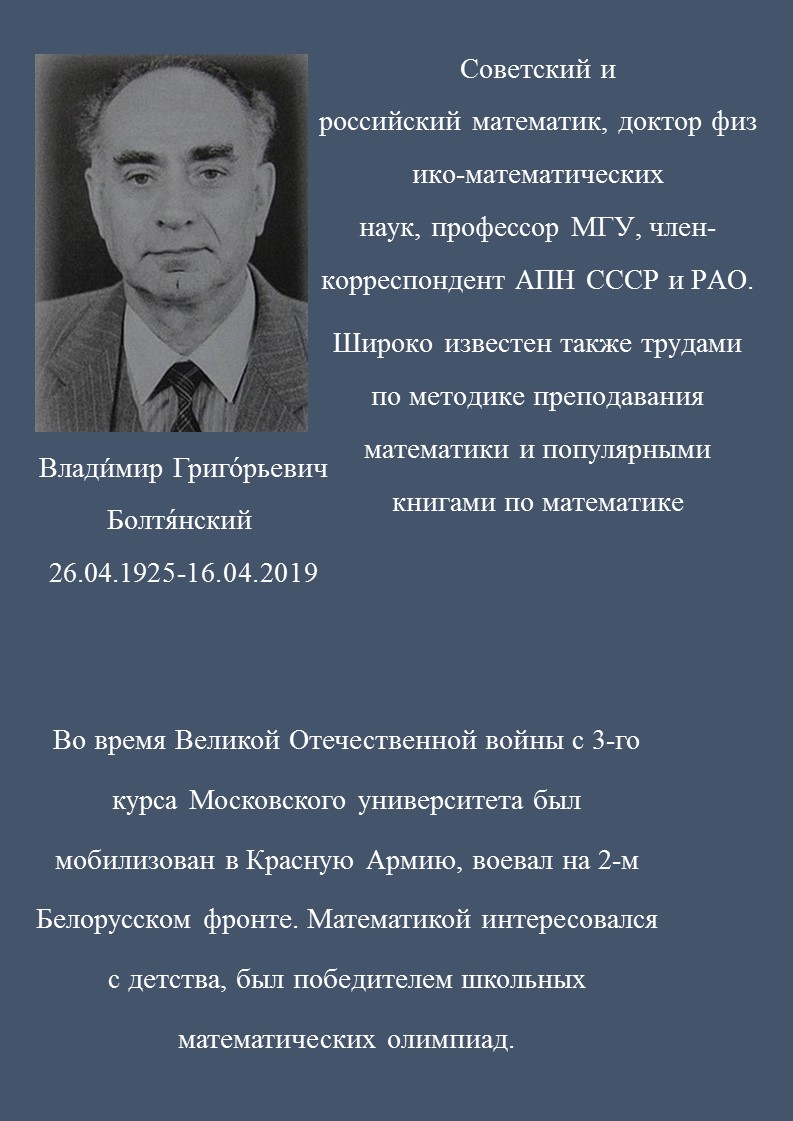 Советский и
российский математик, доктор физ
ико-математических
наук, профессор МГУ, член-
корреспондент АПН СССР и РАО.
Широко известен также трудами
по методике преподавания
математики и популярными
книгами по математике
Влади́мир Григо́рьевич
Болтя́нский
26.04.1925-16.04.2019
Во время Великой Отечественной войны с 3-го
курса Московского университета был
мобилизован в Красную Армию, воевал на 2-м
Белорусском фронте. Математикой интересовался
с детства, был победителем школьных
математических олимпиад.